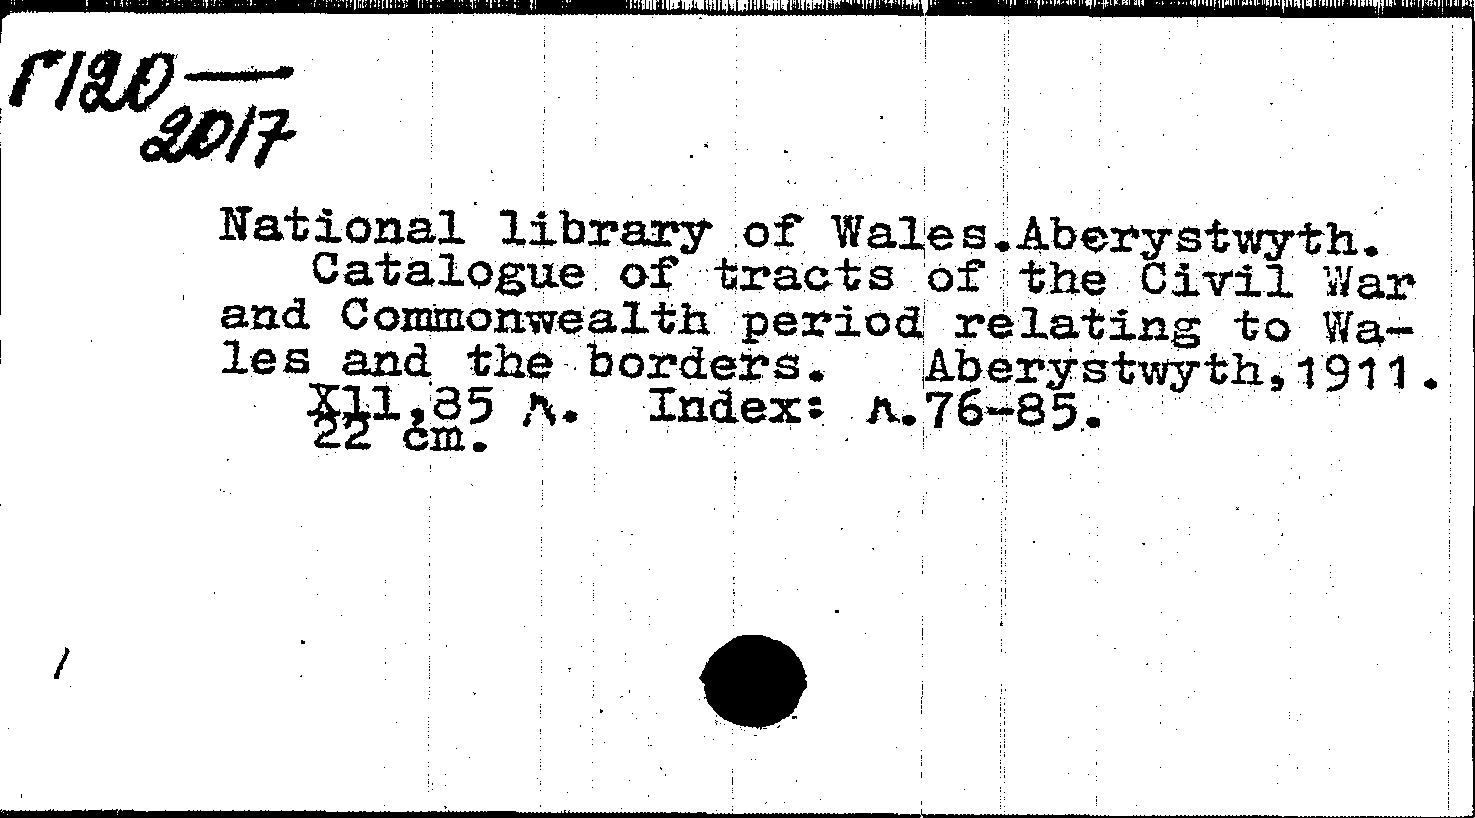 Г120—
2017
National library of Wales.Aberystwyth.
Catalogue of tracts of the Civil War
and Commonwealth period relating to Wa-
les and the borders. Aberystwyth,1911.
X11,85 л. Index: л.76-85.
22 cm.